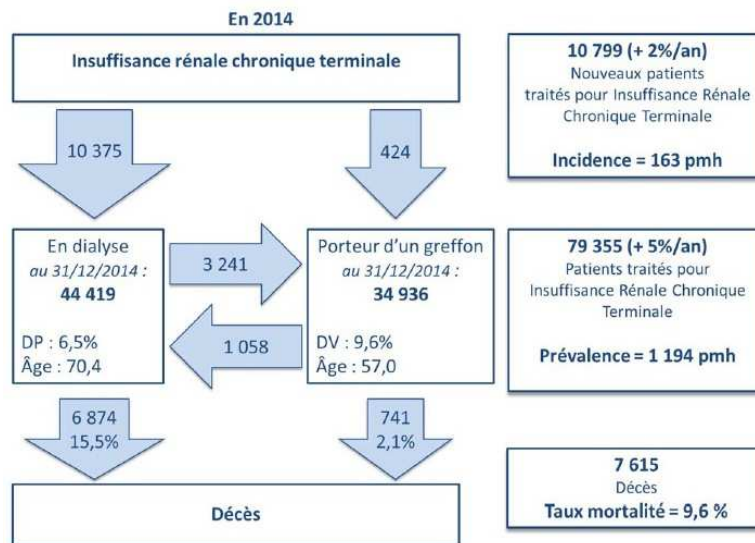 En 2014
Insuffisance rénale chronique terminale
10 799 (+ 2%/an)
Nouveaux patients
traités pour Insuffisance Rénale
Chronique Terminale
Incidence = 163 pmh
10 375
424
En dialyse
au 31/12/2014 :
44 419
DP : 6,5%
Âge : 70,4
3 241
1 058
Porteur d'un greffon
au 31/12/2014 :
34 936
DV : 9,6%
Âge : 57,0
79 355 (+ 5%/an)
Patients traités pour
Insuffisance Rénale Chronique
Terminale
Prévalence = 1 194 pmh
6 874
15,5%
741
2,1%
Décès
7 615
Décès
Taux mortalité = 9,6 %